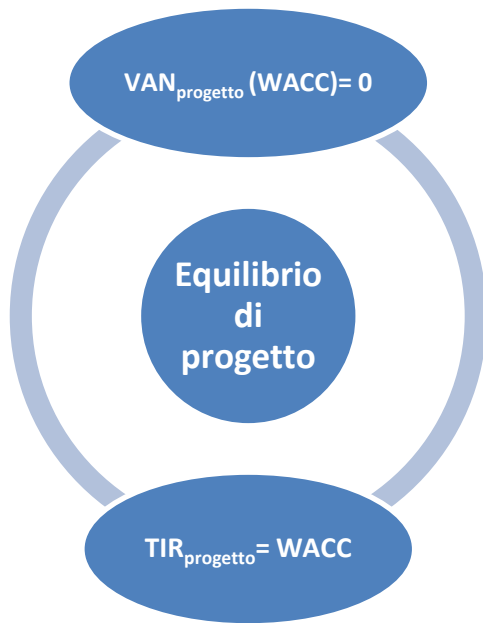 VANprogetto (WACC)= 0
Equilibrio
di
progetto
TIRprogetto= WACC